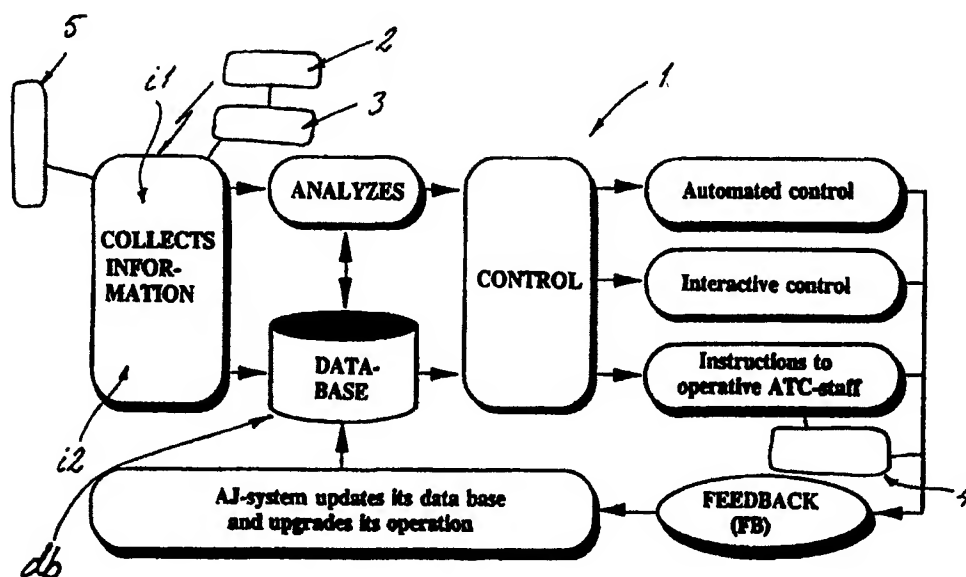 5
i1
2
3
1
COLLECTS
INFOR-
MATION
ANALYZES
CONTROL
Automated control
Interactive control
DATA-
BASE
Instructions to
operative ATC-staff
i2
AJ-system updates its data base
and upgrades its operation
FEEDBACK
(FB)
4
db